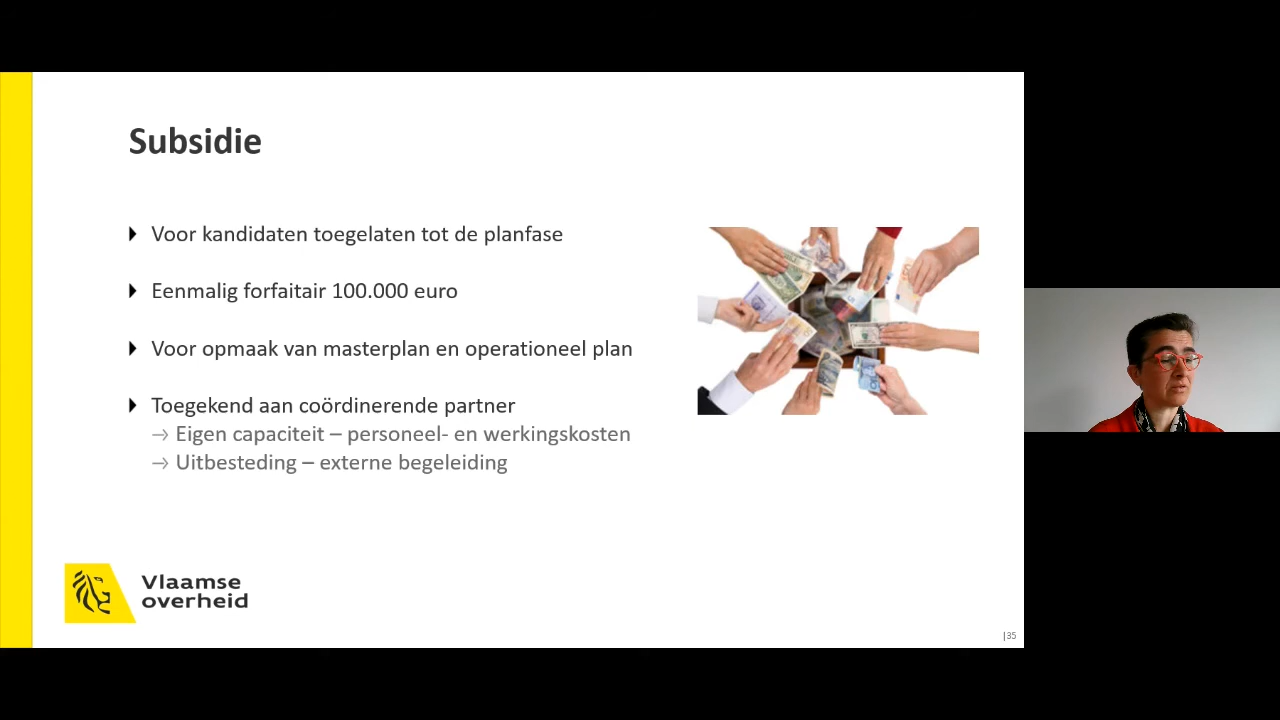 Subsidie
Voor kandidaten toegelaten tot de planfase
Eenmalig forfaitair 100.000 euro
Voor opmaak van masterplan en operationeel plan
Toegekend aan coördinerende partner
→ Eigen capaciteit – personeel- en werkingskosten
→ Uitbesteding – externe begeleiding
Vlaamse
overheid
|35